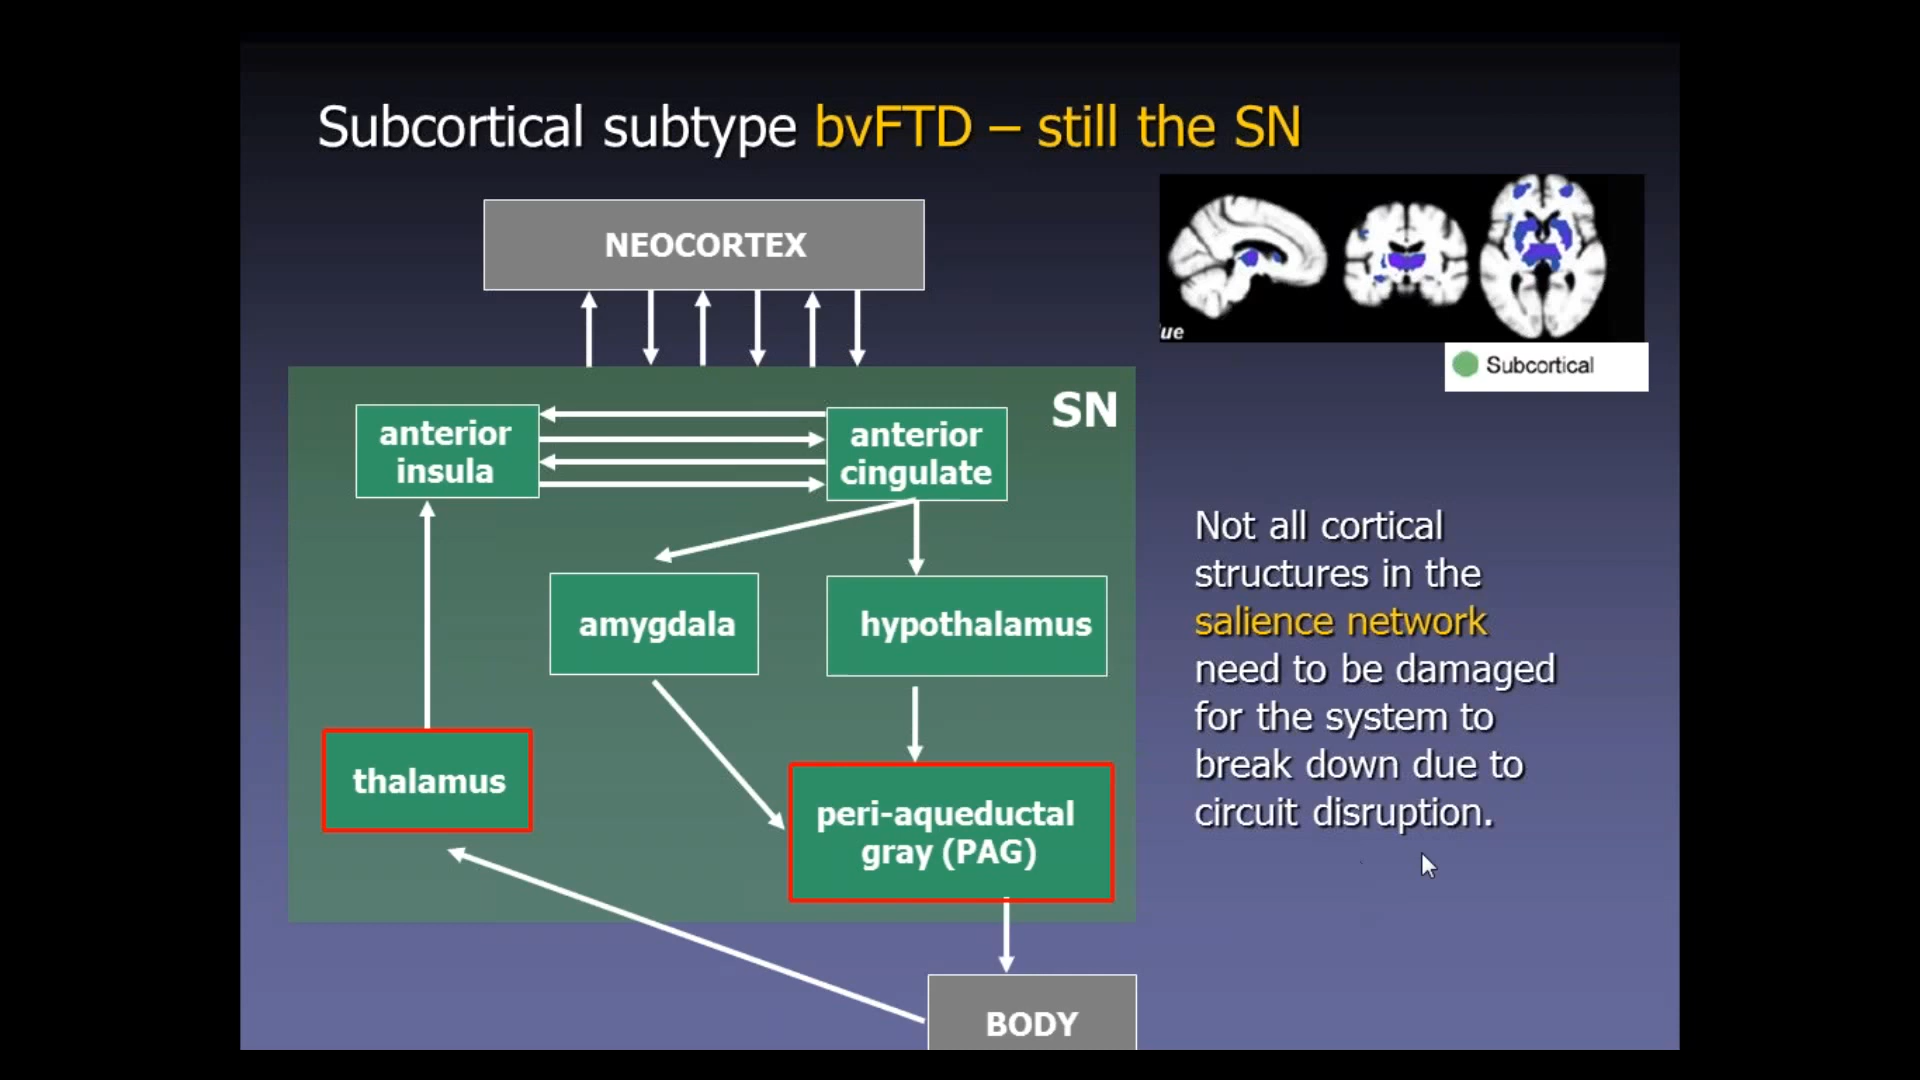 Subcortical subtype bvFTD – still the SN
NEOCORTEX
ue
Subcortical
SN
anterior
insula
anterior
cingulate
amygdala
hypothalamus
thalamus
peri-aqueductal
gray (PAG)
BODY
Not all cortical
structures in the
salience network
need to be damaged
for the system to
break down due to
circuit disruption.